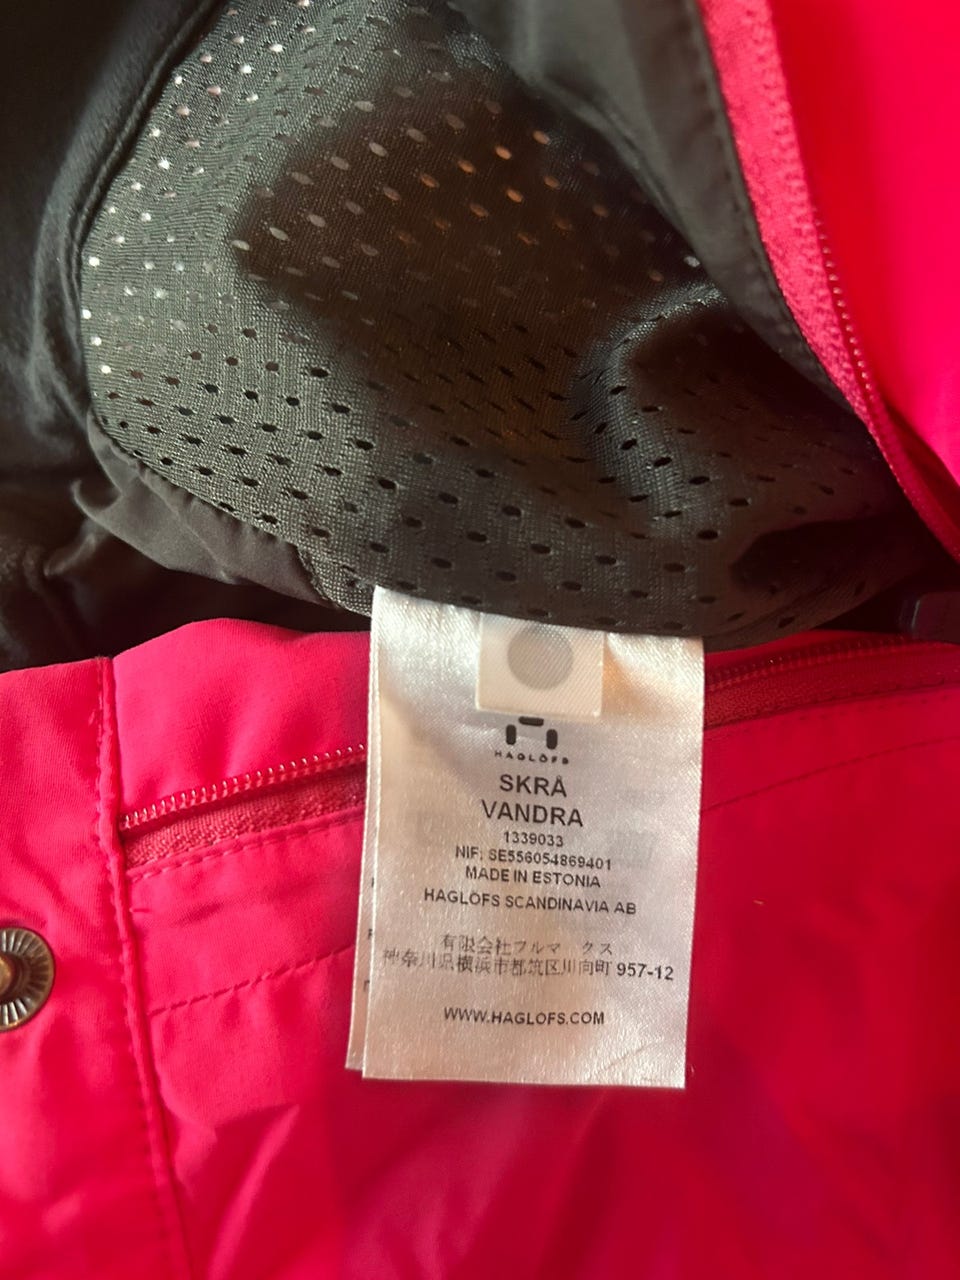 HAGLÖFS
SKRÅ
VANDRA
1339033
NIF: SE556054869401
MADE IN ESTONIA
HAGLÖFS SCANDINAVIA AB
有限会社フルマ クス
神奈川県横浜市都筑区川向町 957-12
WWW.HAGLOFS.COM